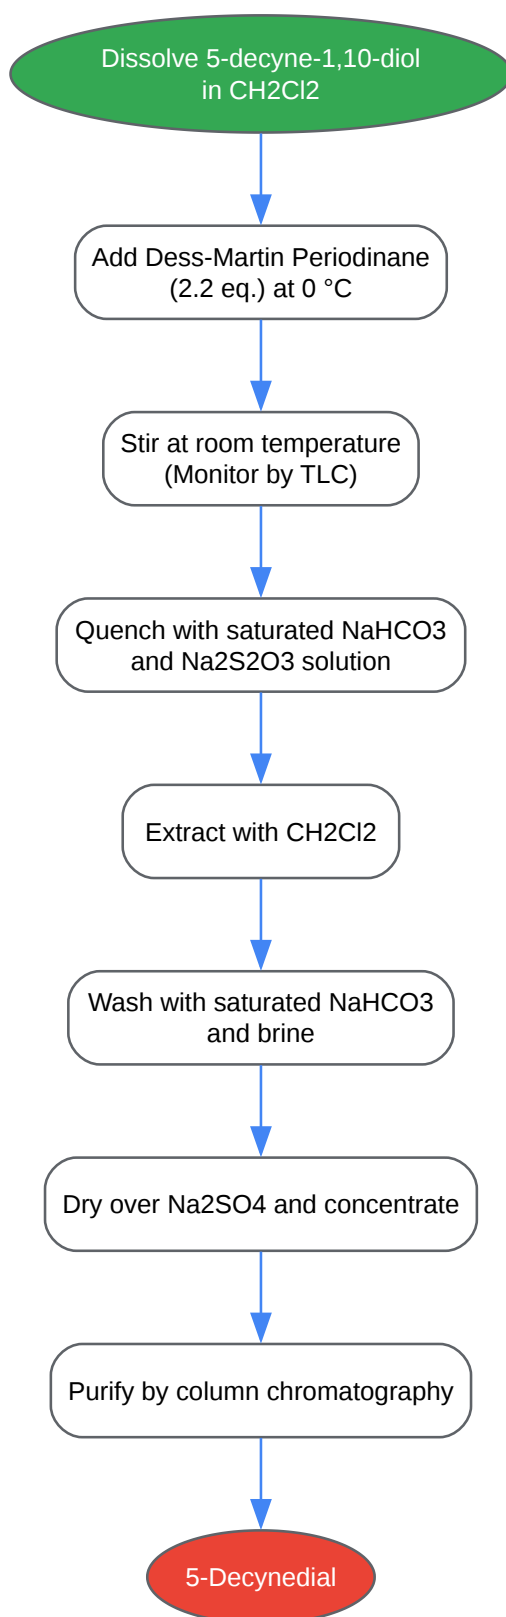 Dissolve 5-decyne-1,10-diol
in CH2Cl2
Add Dess-Martin Periodinane
(2.2 eq.) at 0 °C
Stir at room temperature
(Monitor by TLC)
Quench with saturated NaHCO3
and Na2S2O3 solution
Extract with CH2Cl2
Wash with saturated NaHCO3
and brine
Dry over Na2SO4 and concentrate
Purify by column chromatography
5-Decynedial